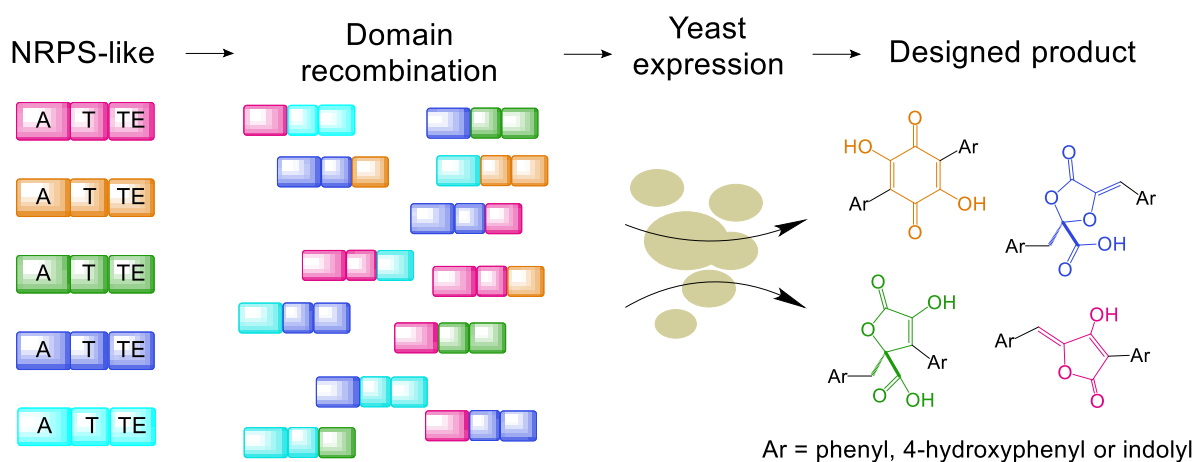 NRPS-like
Domain
recombination
Yeast
expression
Designed product
A T TE
A T TE
A T TE
A T TE
A T TE
O
HO
Ar
Ar
OH
O
O
O
O
Ar
Ar
OH
O
O
OH
O
Ar
Ar
O
OH
OH
Ar
Ar
O
O
Ar = phenyl, 4-hydroxyphenyl or indolyl